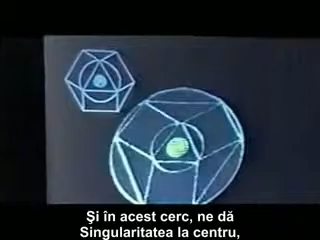 Şi în acest cerc, ne dă
Singularitatea la centru,